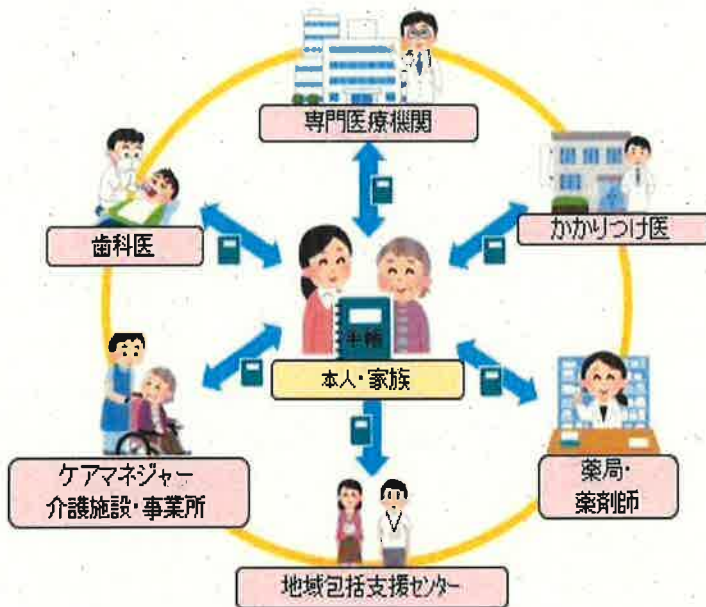 専門医療機関
歯科医
かかりつけ医
手帳
本人・家族
ケアマネジャー
介護施設・事業所
薬局・
薬剤師
地域包括支援センター